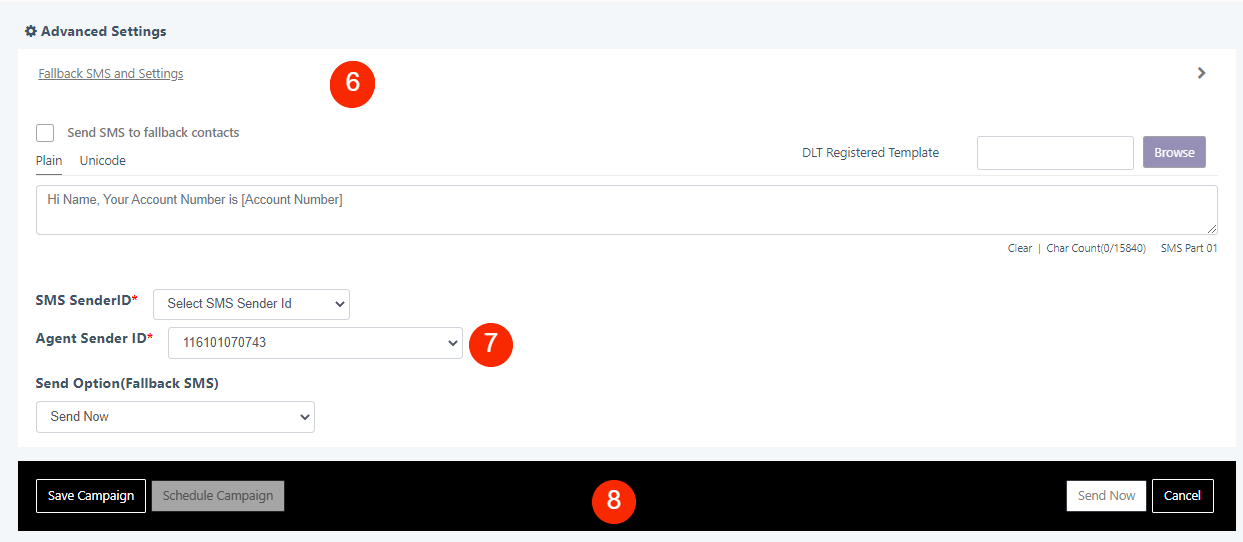 Advanced Settings
Fallback SMS and Settings
6
Send SMS to fallback contacts
Plain Unicode
DLT Registered Template Browse
Hi Name, Your Account Number is [Account Number]
Clear | Char Count(0/15840) SMS Part 01
SMS SenderID* Select SMS Sender Id
Agent Sender ID* 116101070743 7
Send Option(Fallback SMS)
Send Now
Save Campaign Schedule Campaign 8 Send Now Cancel